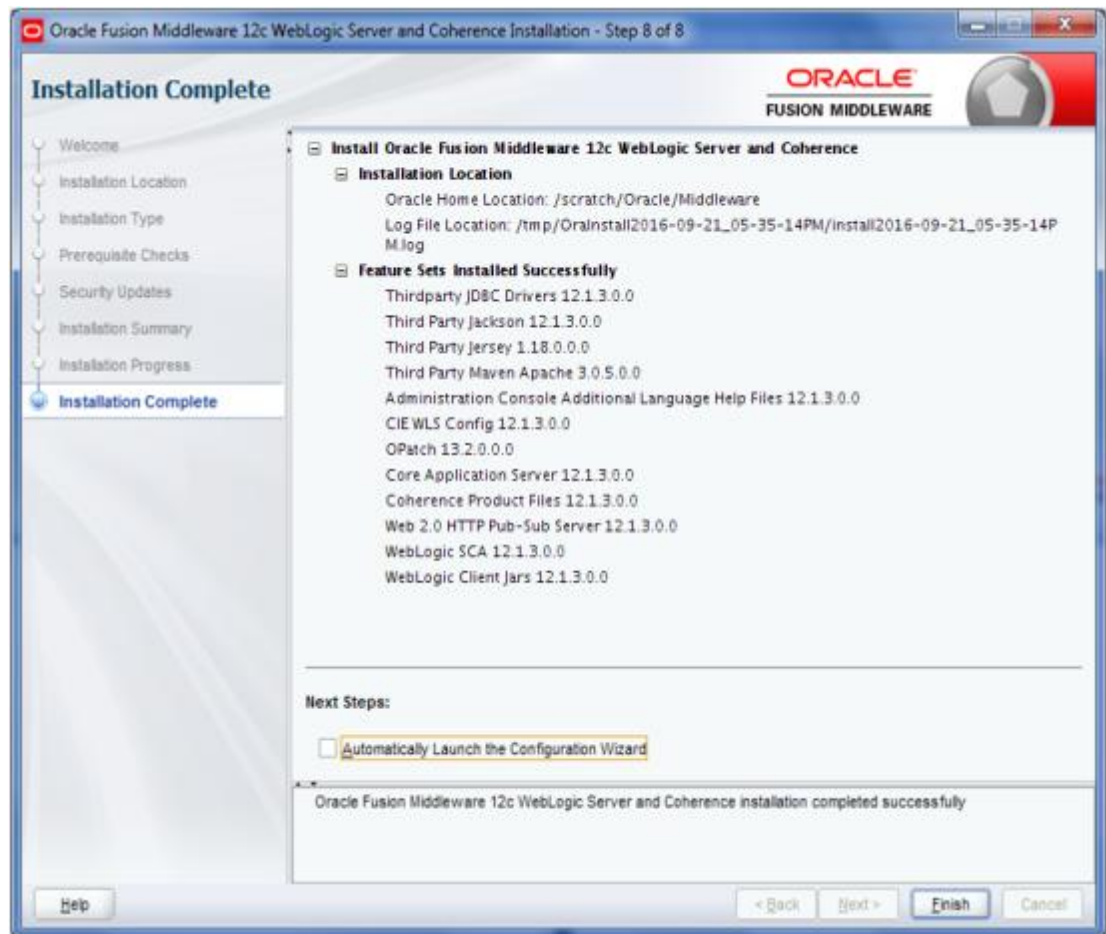 Oracle Fusion Middleware 12c WebLogic Server and Coherence Installation - Step 8 of 8
Installation Complete
ORACLE
FUSION MIDDLEWARE
Welcome
Installation Location
Installation Type
Prerequisite Checks
Security Updates
Installation Summary
Installation Progress
Installation Complete
Install Oracle Fusion Middleware 12c WebLogic Server and Coherence
Installation Location
Oracle Home Location: /scratch/Oracle/Middleware
Log File Location: /tmp/OraInstall2016-09-21_05-35-14PM/install2016-09-21_05-35-14P
M.log
Feature Sets Installed Successfully
Thirdparty JDBC Drivers 12.1.3.0.0
Third Party Jackson 12.1.3.0.0
Third Party Jersey 1.18.0.0.0
Third Party Maven Apache 3.0.5.0.0
Administration Console Additional Language Help Files 12.1.3.0.0
CIE WLS Config 12.1.3.0.0
OPatch 13.2.0.0.0
Core Application Server 12.1.3.0.0
Coherence Product Files 12.1.3.0.0
Web 2.0 HTTP Pub-Sub Server 12.1.3.0.0
WebLogic SCA 12.1.3.0.0
WebLogic Client Jars 12.1.3.0.0
Next Steps:
Automatically Launch the Configuration Wizard
Oracle Fusion Middleware 12c WebLogic Server and Coherence installation completed successfully
Help
< Back
Next >
Finish
Cancel